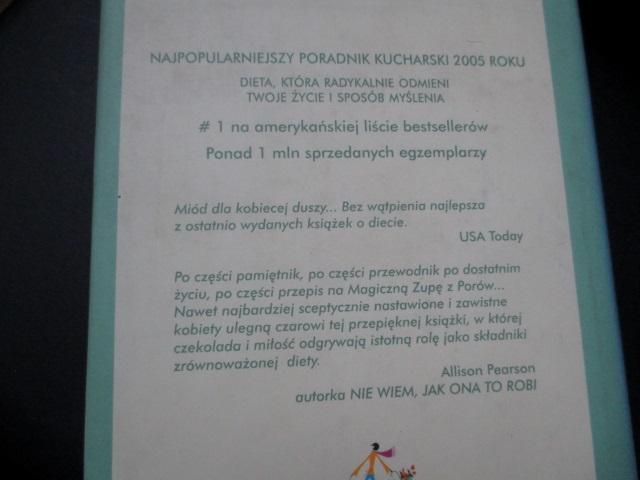 NAJPOPULARNIEJSZY PORADNIK KUCHARSKI 2005 ROKU
DIETA, KTÓRA RADYKALNIE ODMIENI
TWOJE ŻYCIE I SPOSÓB MYŚLENIA
# 1 na amerykańskiej liście bestsellerów
Ponad 1 mln sprzedanych egzemplarzy
Miód dla kobiecej duszy... Bez wątpienia najlepsza
z ostatnio wydanych książek o diecie.
USA Today
Po części pamiętnik, po części przewodnik po dostatnim
życiu, po części przepis na Magiczną Zupę z Porów...
Nawet najbardziej sceptycznie nastawione i zawistne
kobiety ulegną czarowi tej przepięknej książki, w której
czekolada i miłość odgrywają istotną rolę jako składniki
zrównoważonej diety.
Allison Pearson
autorka NIE WIEM, JAK ONA TO ROBI